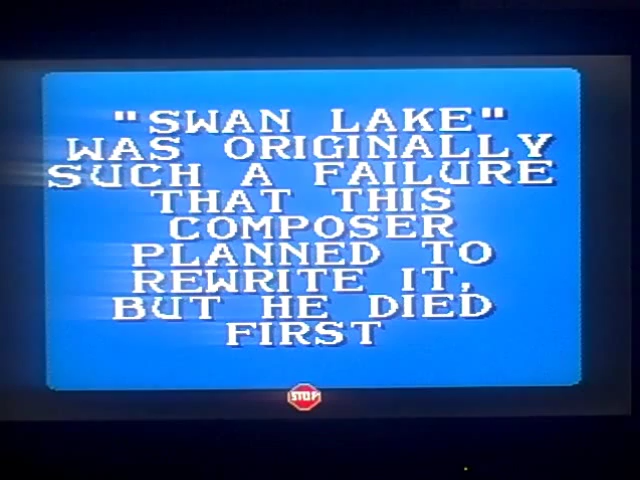 "SWAN LAKE"
WAS ORIGINALLY
SUCH A FAILURE
THAT THIS
COMPOSER
PLANNED TO
REWRITE IT,
BUT HE DIED
FIRST
STOP